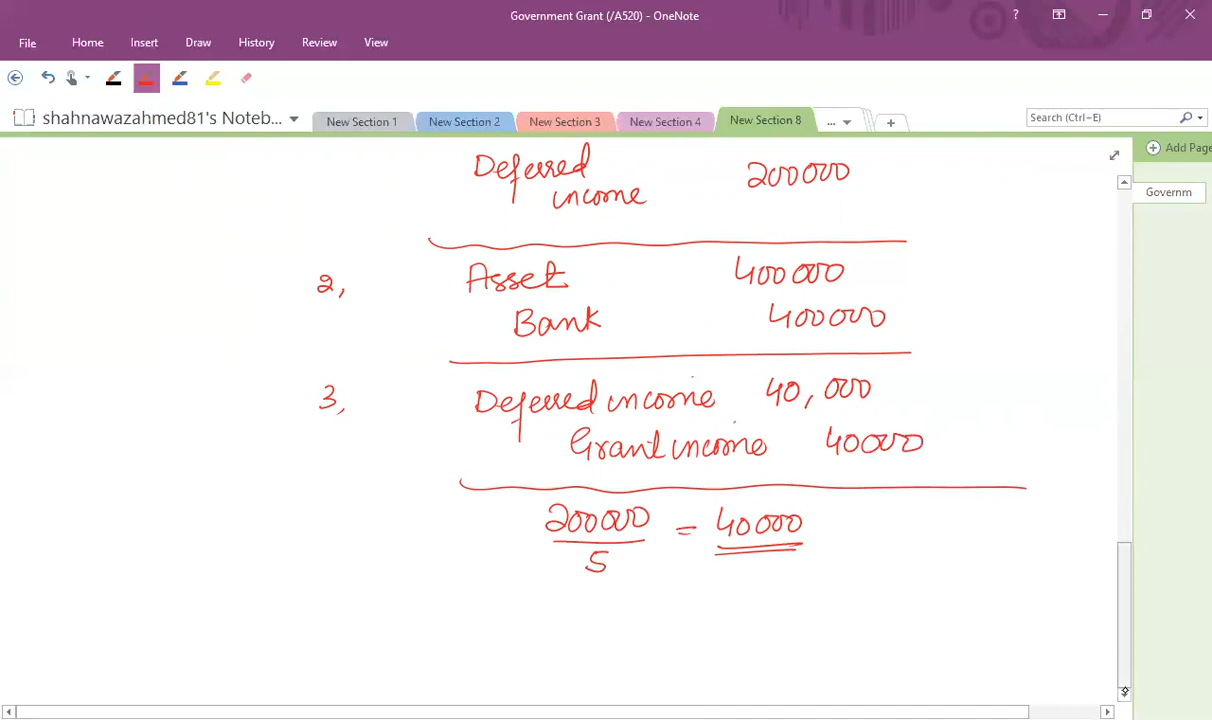 Government Grant (/A520) - OneNote
?
File Home Insert Draw History Review View
shahnawazahmed81's Noteb... New Section 1 New Section 2 New Section 3 New Section 4 New Section 8 ... Search (Ctrl+E)
Add Page
Governm
Deferred 200000
income
2, Asset 400000
Bank 400000
3, Deferred income 40,000
Grant income 40000
200000 = 40000
5